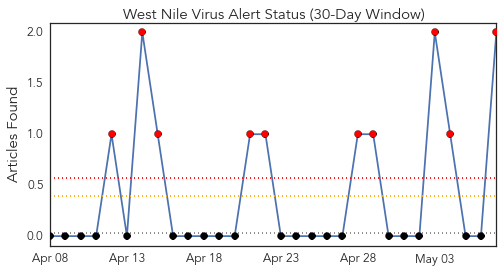 West Nile Virus Alert Status (30-Day Window)
Articles Found
2.0
1.5
1.0
0.5
0.0
Apr 08 Apr 13 Apr 18 Apr 23 Apr 28 May 03